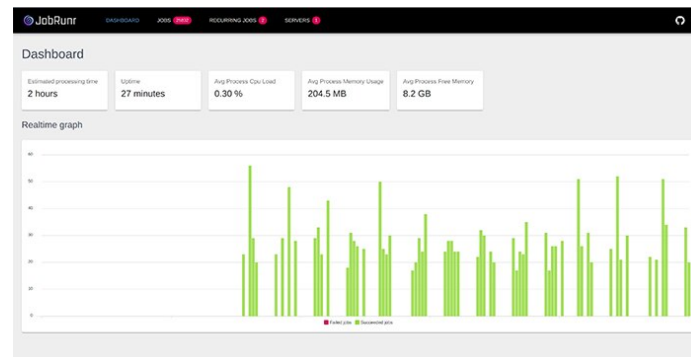 JobRunr DASHBOARD JOBS RECURRING JOBS 2 SERVERS 1
Dashboard
Estimated processing time Uptime Avg Process Cpu Load Avg Process Memory Usage Avg Process Free Memory
2 hours 27 minutes 0.30 % 204.5 MB 8.2 GB
Realtime graph
60
50
40
30
20
10
0
Failed jobs Succeeded jobs